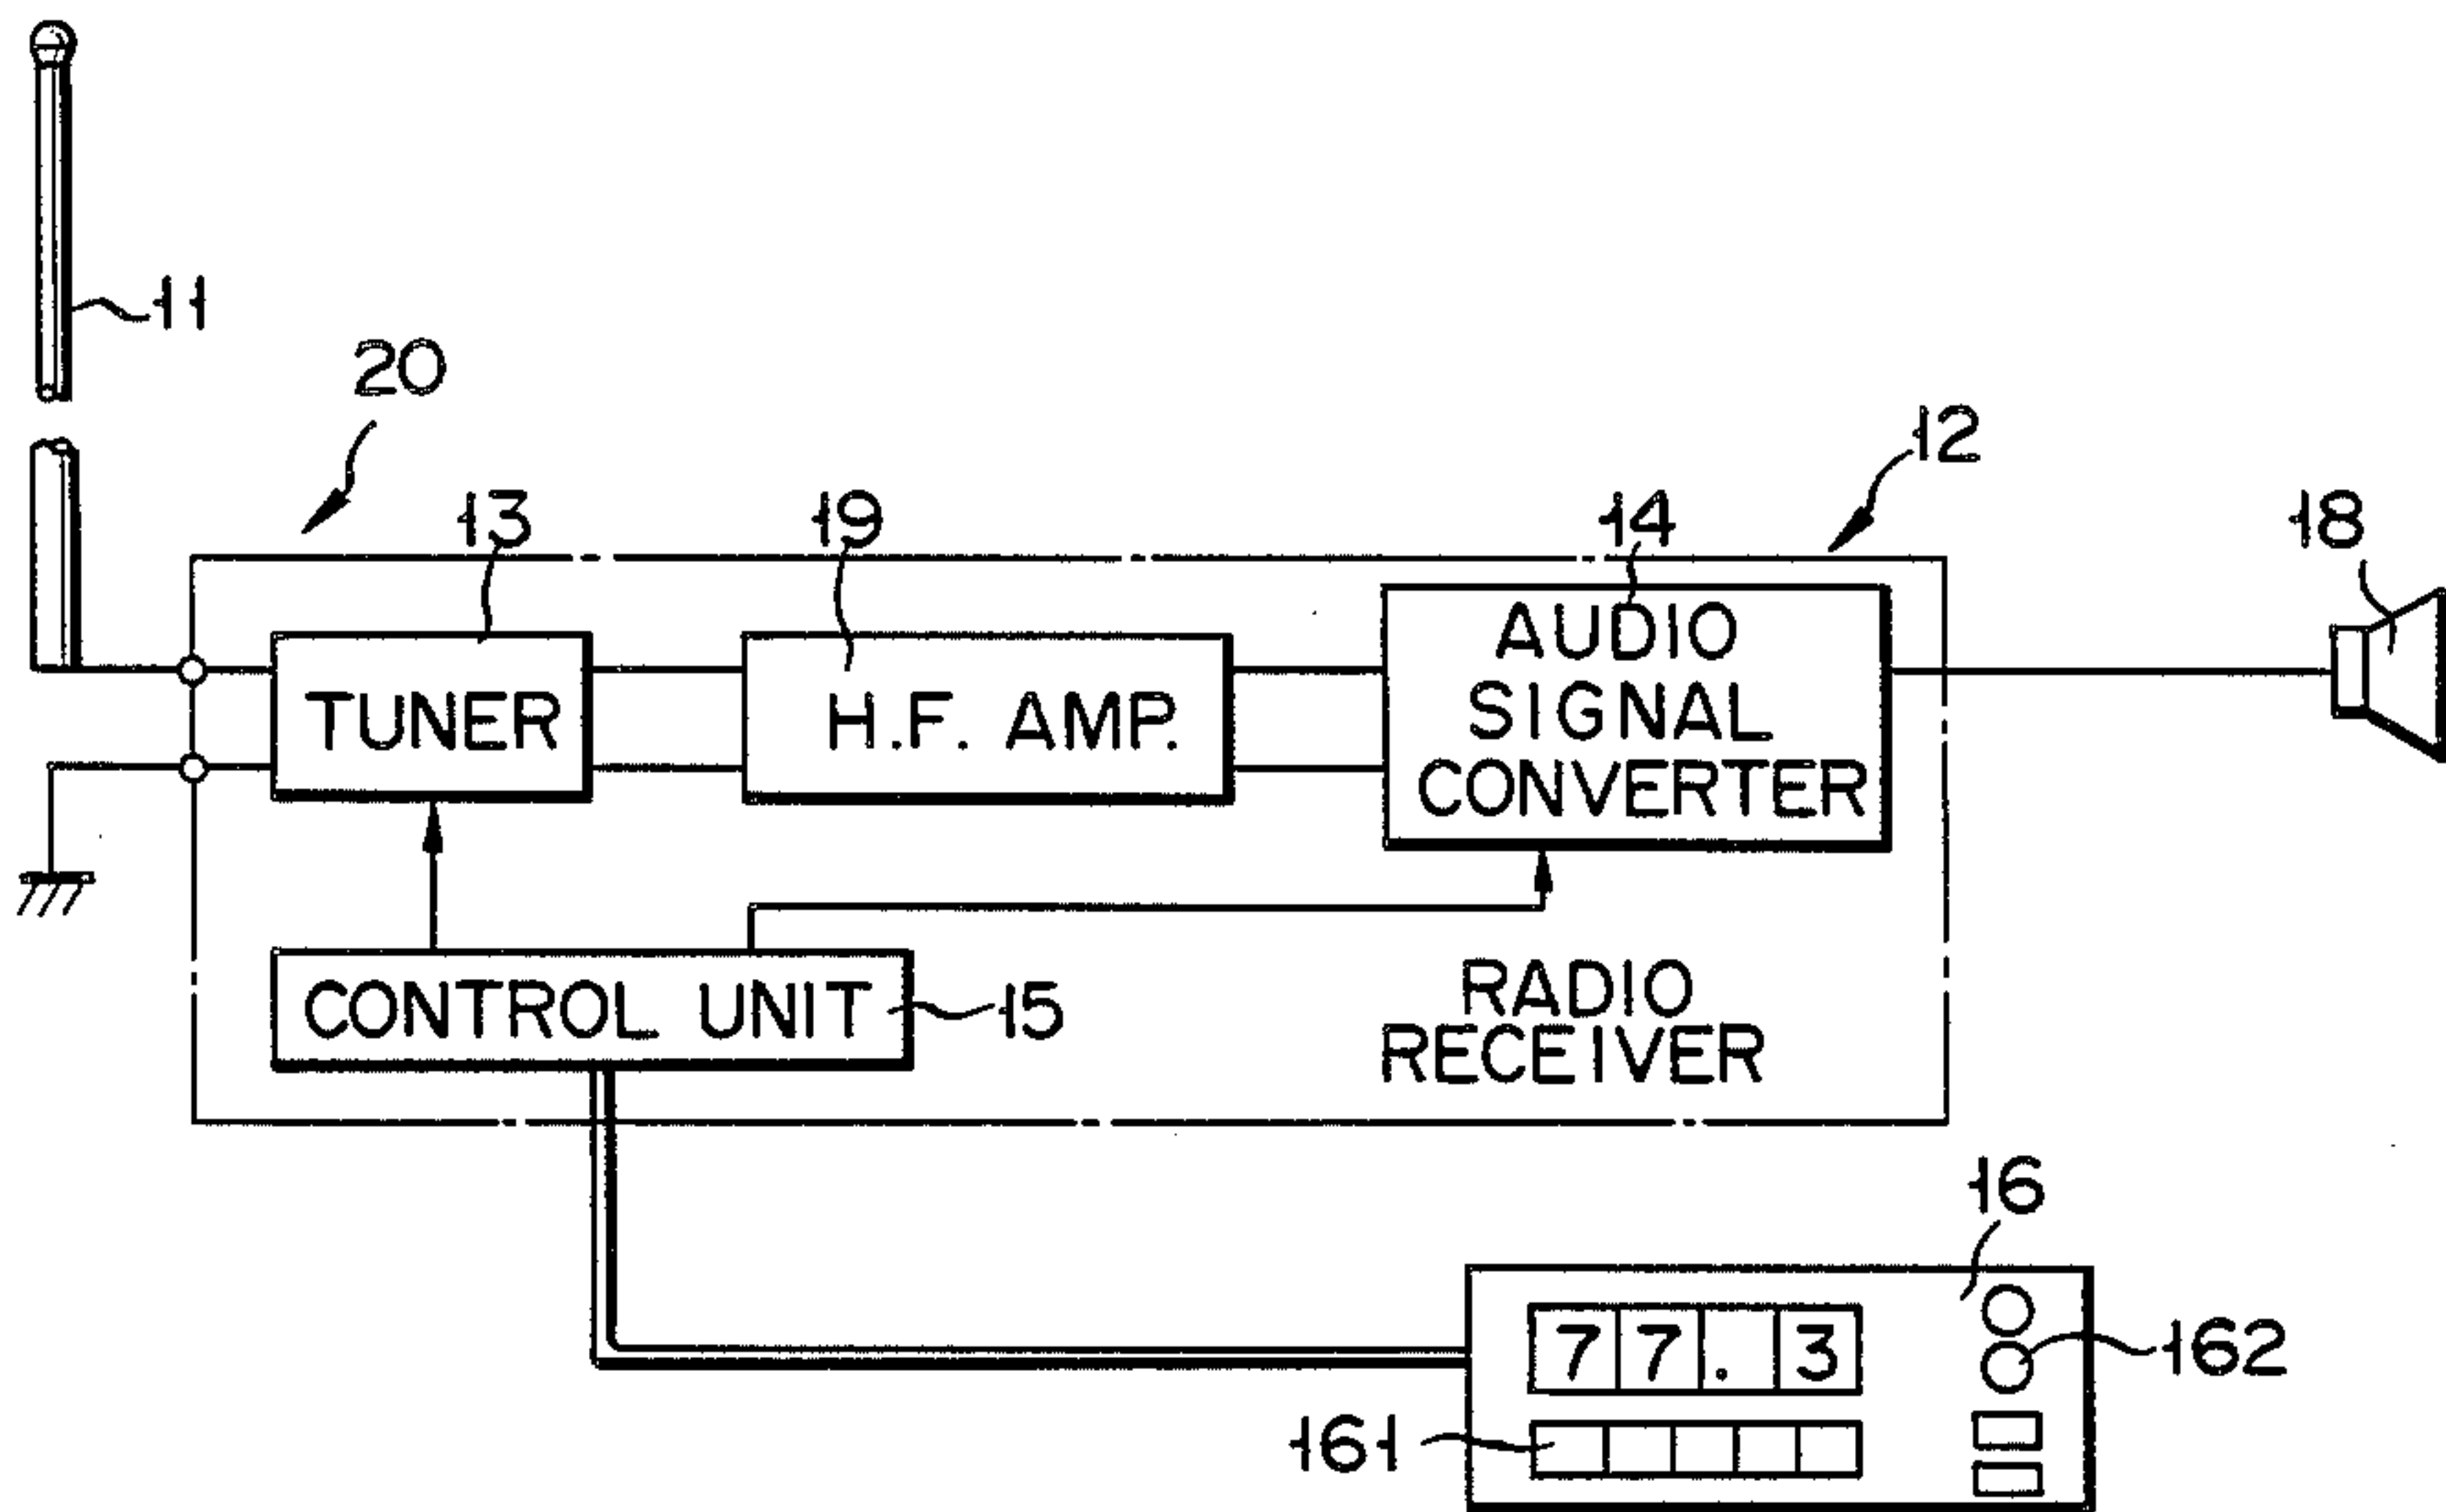 11
20
12
13
19
14
18
TUNER
H.F. AMP.
AUDIO
SIGNAL
CONVERTER
CONTROL UNIT
15
RADIO
RECEIVER
16
77.3
162
161